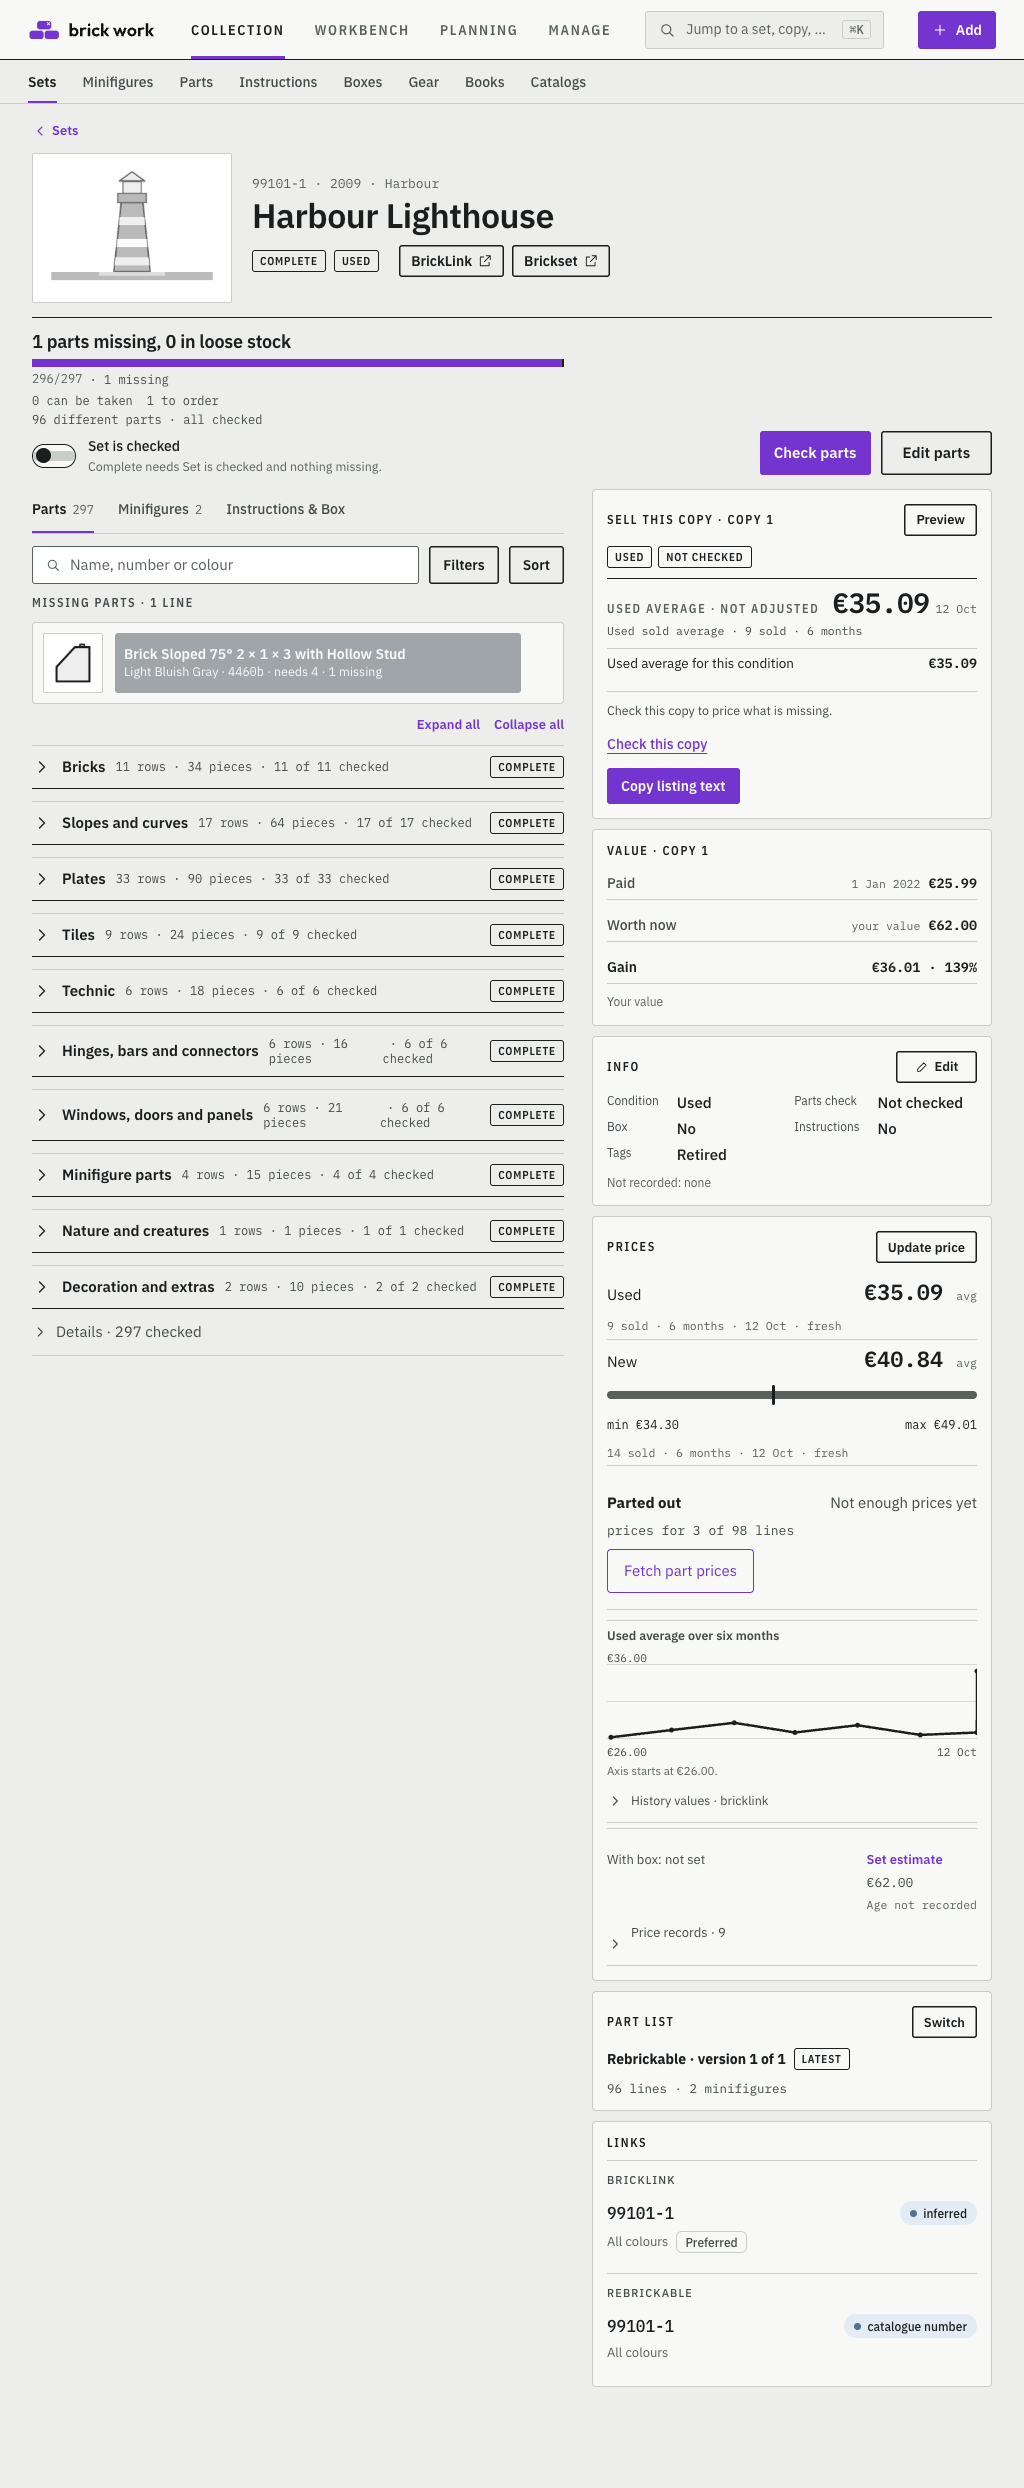 brick work
COLLECTION
WORKBENCH
PLANNING
MANAGE
Jump to a set, copy, ...
⌘K
+ Add
Sets
Minifigures
Parts
Instructions
Boxes
Gear
Books
Catalogs
Sets
99101-1 · 2009 · Harbour
Harbour Lighthouse
COMPLETE
USED
BrickLink
Brickset
1 parts missing, 0 in loose stock
296/297 · 1 missing
0 can be taken 1 to order
96 different parts · all checked
Set is checked
Complete needs Set is checked and nothing missing.
Check parts
Edit parts
Parts 297
Minifigures 2
Instructions & Box
Name, number or colour
Filters
Sort
MISSING PARTS · 1 LINE
Brick Sloped 75° 2 × 1 × 3 with Hollow Stud
Light Bluish Gray · 4460b · needs 4 · 1 missing
Expand all
Collapse all
Bricks 11 rows · 34 pieces · 11 of 11 checked COMPLETE
Slopes and curves 17 rows · 64 pieces · 17 of 17 checked COMPLETE
Plates 33 rows · 90 pieces · 33 of 33 checked COMPLETE
Tiles 9 rows · 24 pieces · 9 of 9 checked COMPLETE
Technic 6 rows · 18 pieces · 6 of 6 checked COMPLETE
Hinges, bars and connectors 6 rows · 16 pieces · 6 of 6 checked COMPLETE
Windows, doors and panels 6 rows · 21 pieces · 6 of 6 checked COMPLETE
Minifigure parts 4 rows · 15 pieces · 4 of 4 checked COMPLETE
Nature and creatures 1 rows · 1 pieces · 1 of 1 checked COMPLETE
Decoration and extras 2 rows · 10 pieces · 2 of 2 checked COMPLETE
Details · 297 checked
SELL THIS COPY · COPY 1
Preview
USED
NOT CHECKED
USED AVERAGE · NOT ADJUSTED €35.09 12 Oct
Used sold average · 9 sold · 6 months
Used average for this condition €35.09
Check this copy to price what is missing.
Check this copy
Copy listing text
VALUE · COPY 1
Paid 1 Jan 2022 €25.99
Worth now your value €62.00
Gain €36.01 · 139%
Your value
INFO
Edit
Condition Used Parts check Not checked
Box No Instructions No
Tags Retired
Not recorded: none
PRICES
Update price
Used €35.09 avg
9 sold · 6 months · 12 Oct · fresh
New €40.84 avg
min €34.30 max €49.01
14 sold · 6 months · 12 Oct · fresh
Parted out Not enough prices yet
prices for 3 of 98 lines
Fetch part prices
Used average over six months
€36.00
€26.00 12 Oct
Axis starts at €26.00.
History values · bricklink
With box: not set Set estimate
€62.00
Age not recorded
Price records · 9
PART LIST
Switch
Rebrickable · version 1 of 1 LATEST
96 lines · 2 minifigures
LINKS
BRICKLINK
99101-1 inferred
All colours Preferred
REBRICKABLE
99101-1 catalogue number
All colours